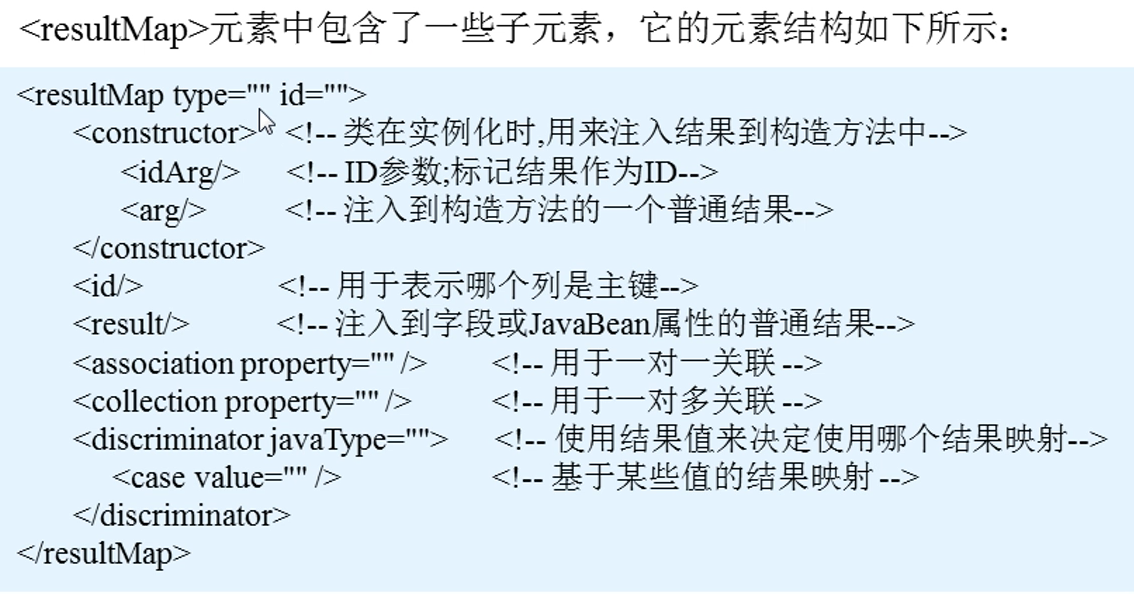 <resultMap>元素中包含了一些子元素，它的元素结构如下所示：
<resultMap type="" id="">
<constructor> <!-- 类在实例化时,用来注入结果到构造方法中-->
<idArg/> <!-- ID参数;标记结果作为ID-->
<arg/> <!-- 注入到构造方法的一个普通结果-->
</constructor>
<id/> <!-- 用于表示哪个列是主键-->
<result/> <!-- 注入到字段或JavaBean属性的普通结果-->
<association property="" /> <!-- 用于一对一关联 -->
<collection property="" /> <!-- 用于一对多关联 -->
<discriminator javaType=""> <!-- 使用结果值来决定使用哪个结果映射-->
<case value="" /> <!-- 基于某些值的结果映射 -->
</discriminator>
</resultMap>